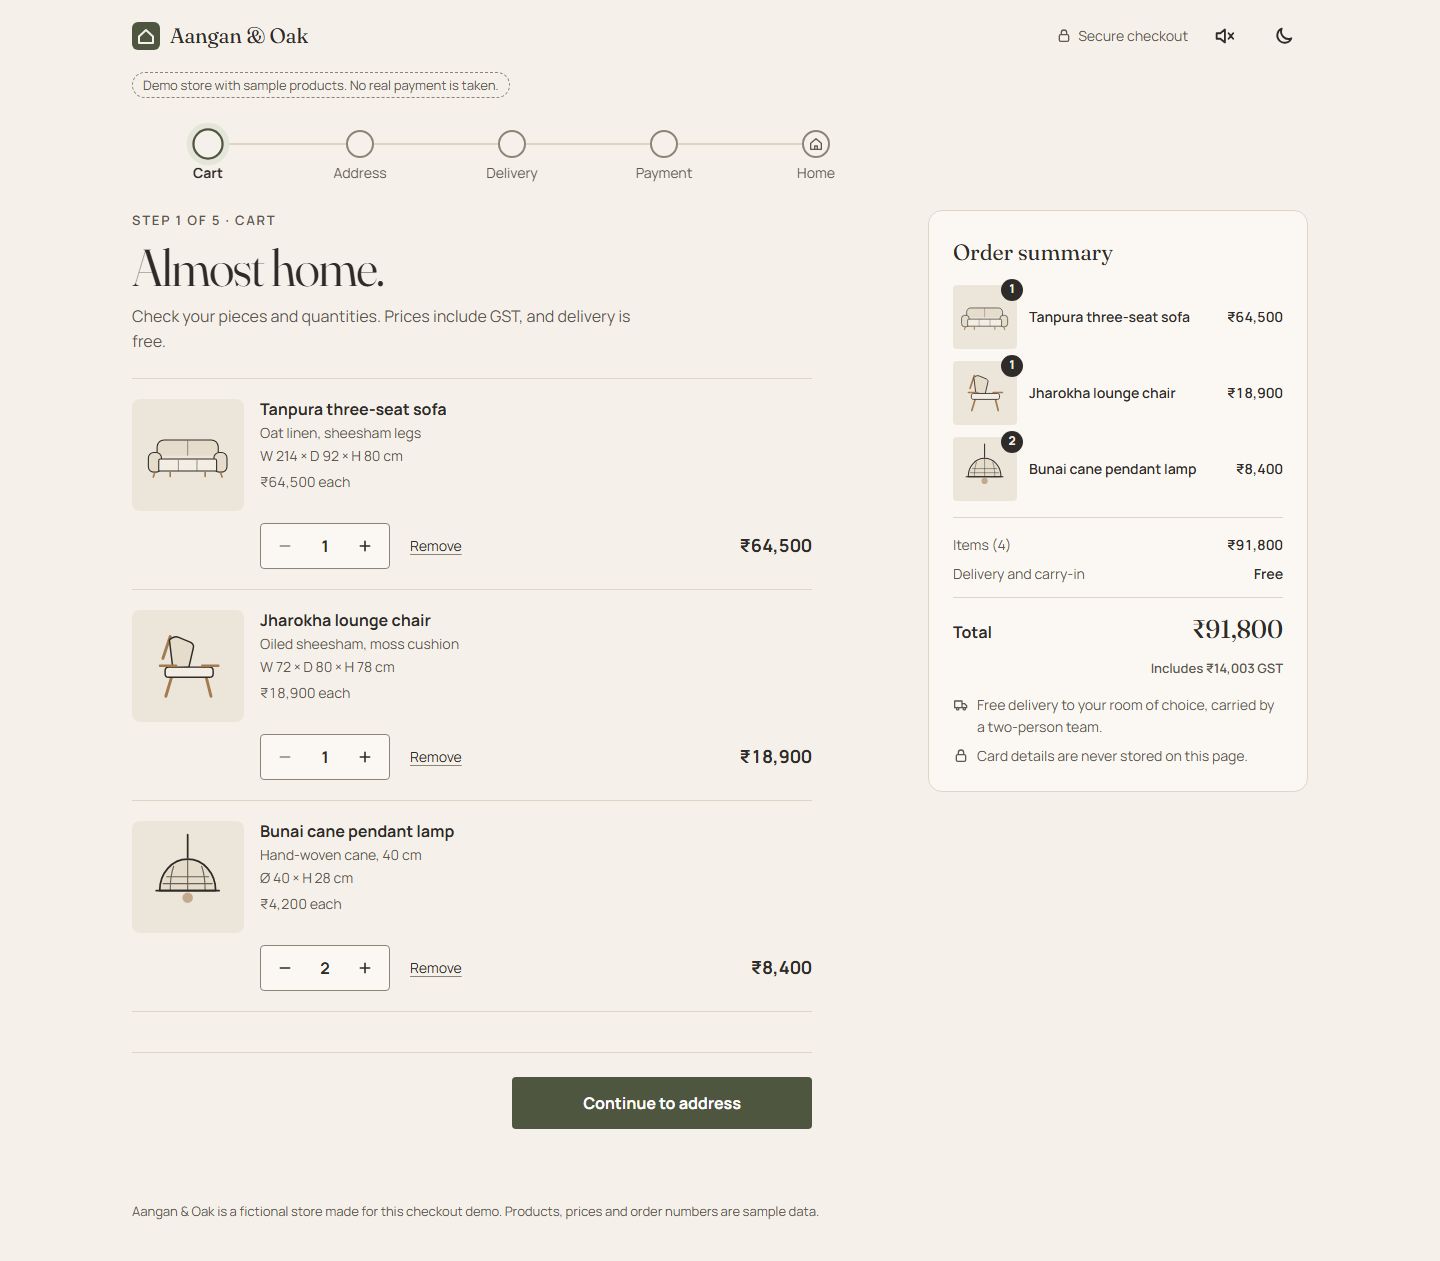 Aangan & Oak
Secure checkout
Demo store with sample products. No real payment is taken.
Cart
Address
Delivery
Payment
Home
STEP 1 OF 5 · CART
Almost home.
Check your pieces and quantities. Prices include GST, and delivery is
free.
Tanpura three-seat sofa
Oat linen, sheesham legs
W 214 × D 92 × H 80 cm
₹64,500 each
− 1 + Remove ₹64,500
Jharokha lounge chair
Oiled sheesham, moss cushion
W 72 × D 80 × H 78 cm
₹18,900 each
− 1 + Remove ₹18,900
Bunai cane pendant lamp
Hand-woven cane, 40 cm
Ø 40 × H 28 cm
₹4,200 each
− 2 + Remove ₹8,400
Continue to address
Order summary
1
Tanpura three-seat sofa ₹64,500
1
Jharokha lounge chair ₹18,900
2
Bunai cane pendant lamp ₹8,400
Items (4) ₹91,800
Delivery and carry-in Free
Total ₹91,800
Includes ₹14,003 GST
Free delivery to your room of choice, carried by
a two-person team.
Card details are never stored on this page.
Aangan & Oak is a fictional store made for this checkout demo. Products, prices and order numbers are sample data.